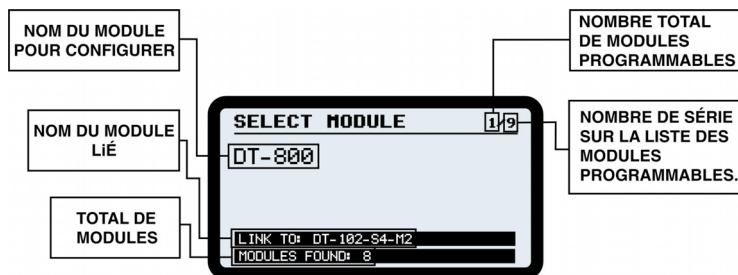 NOM DU MODULE
POUR CONFIGURER
NOM DU MODULE
LiÉ
TOTAL DE
MODULES
SELECT MODULE
1/9
DT-800
LINK TO: DT-102-S4-M2
MODULES FOUND: 8
NOMBRE TOTAL
DE MODULES
PROGRAMMABLES
NOMBRE DE SÉRIE
SUR LA LISTE DES
MODULES
PROGRAMMABLES.